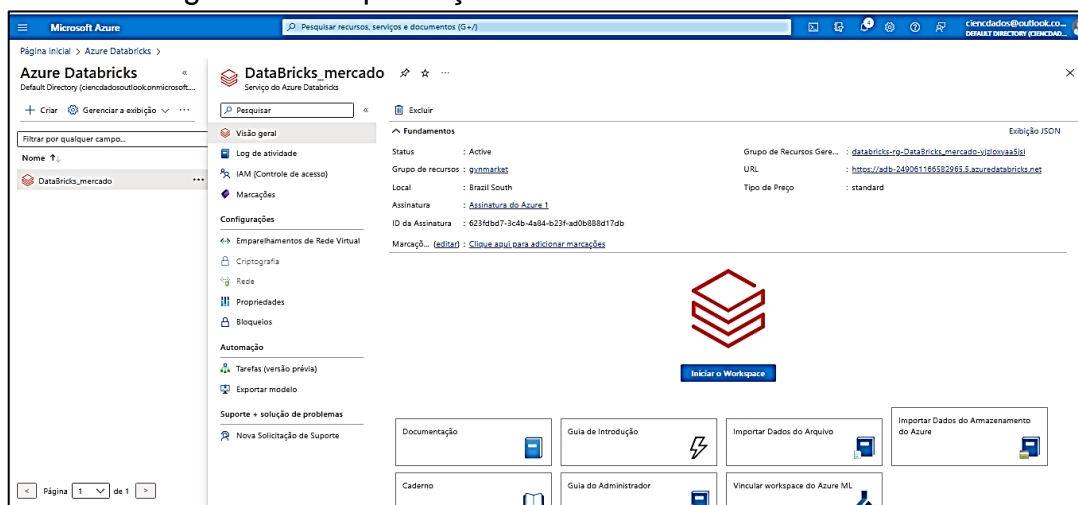 Microsoft Azure
Pesquisar recursos, serviços e documentos (G+/)
ciencdados@outlook.co...
DEFAULT DIRECTORY (CIENCDAD...
Página inicial > Azure Databricks >
Azure Databricks
Default Directory (ciencdadosoutlook.onmicrosoft....
Criar
Gerenciar a exibição
Filtrar por qualquer campo...
Nome
DataBricks_mercado
< Página 1 de 1 >
DataBricks_mercado
Serviço do Azure Databricks
Pesquisar
Visão geral
Log de atividade
IAM (Controle de acesso)
Marcações
Configurações
Emparelhamentos de Rede Virtual
Criptografia
Rede
Propriedades
Bloqueios
Automação
Tarefas (versão prévia)
Exportar modelo
Suporte + solução de problemas
Nova Solicitação de Suporte
Excluir
Fundamentos
Exibição JSON
Status : Active
Grupo de recursos : gynmarket
Local : Brazil South
Assinatura : Assinatura do Azure 1
ID da Assinatura : 623fdbd7-3c4b-4a84-b23f-ad0b888d17db
Marcaçõ... (editar) : Clique aqui para adicionar marcações
Grupo de Recursos Gere... : databricks-rg-DataBricks_mercado-yjzloxvaa5isi
URL : https://adb-249061166582965.5.azuredatabricks.net
Tipo de Preço : standard
Iniciar o Workspace
Documentação
Guia de Introdução
Importar Dados do Arquivo
Importar Dados do Armazenamento
do Azure
Caderno
Guia do Administrador
Vincular workspace do Azure ML